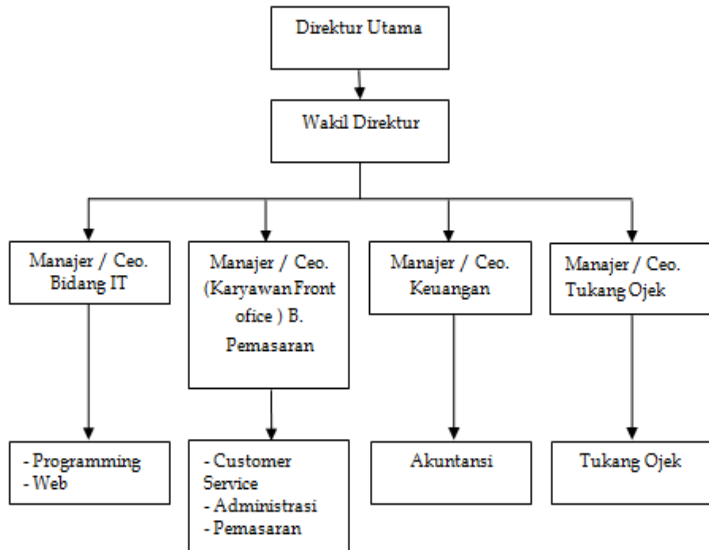 Direktur Utama
Wakil Direktur
Manajer / Ceo.
Bidang IT
Manajer / Ceo.
(Karyawan Front
ofice ) B.
Pemasaran
Manajer / Ceo.
Keuangan
Manajer / Ceo.
Tukang Ojek
- Programming
- Web
- Customer
Service
- Administrasi
- Pemasaran
Akuntansi
Tukang Ojek